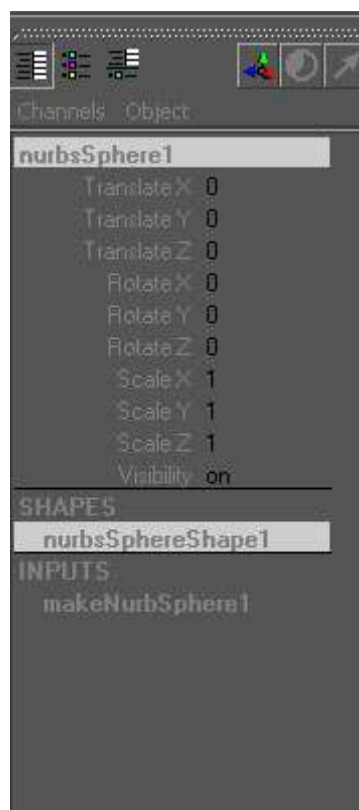 Channels Object
nurbsSphere1
Translate X 0
Translate Y 0
Translate Z 0
Rotate X 0
Rotate Y 0
Rotate Z 0
Scale X 1
Scale Y 1
Scale Z 1
Visibility on
SHAPES
nurbsSphereShape1
INPUTS
makeNurbSphere1